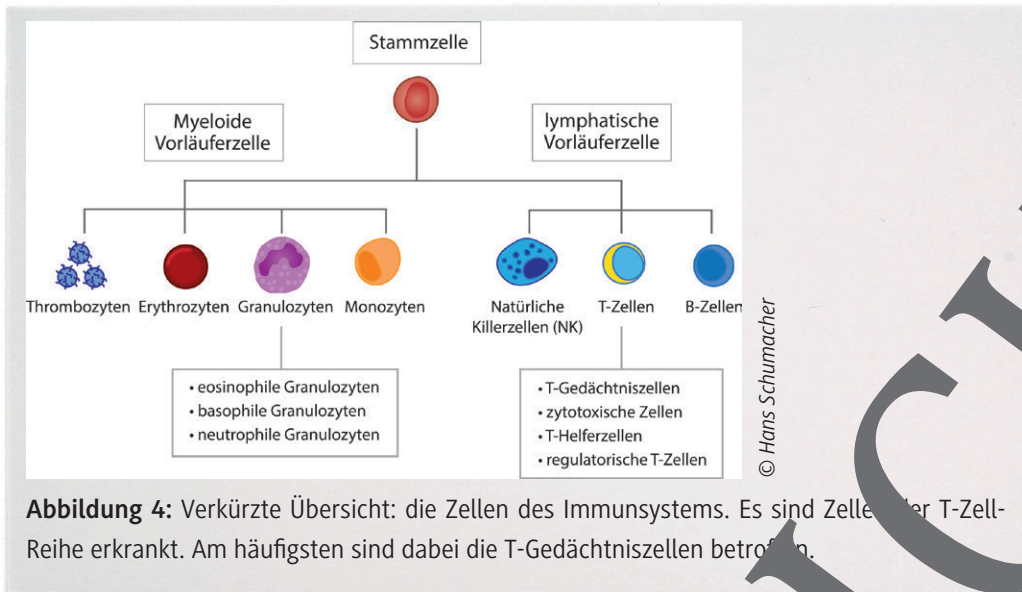 Stammzelle
Myeloide
Vorläuferzelle
lymphatische
Vorläuferzelle
Thrombozyten Erythrozyten Granulozyten Monozyten
Natürliche
Killerzellen (NK)
T-Zellen
B-Zellen
• eosinophile Granulozyten
• basophile Granulozyten
• neutrophile Granulozyten
• T-Gedächtniszellen
• zytotoxische Zellen
• T-Helferzellen
• regulatorische T-Zellen
© Hans Schumacher
Abbildung 4: Verkürzte Übersicht: die Zellen des Immunsystems. Es sind T-Zell-
Reihe erkrankt. Am häufigsten sind dabei die T-Gedächtniszellen